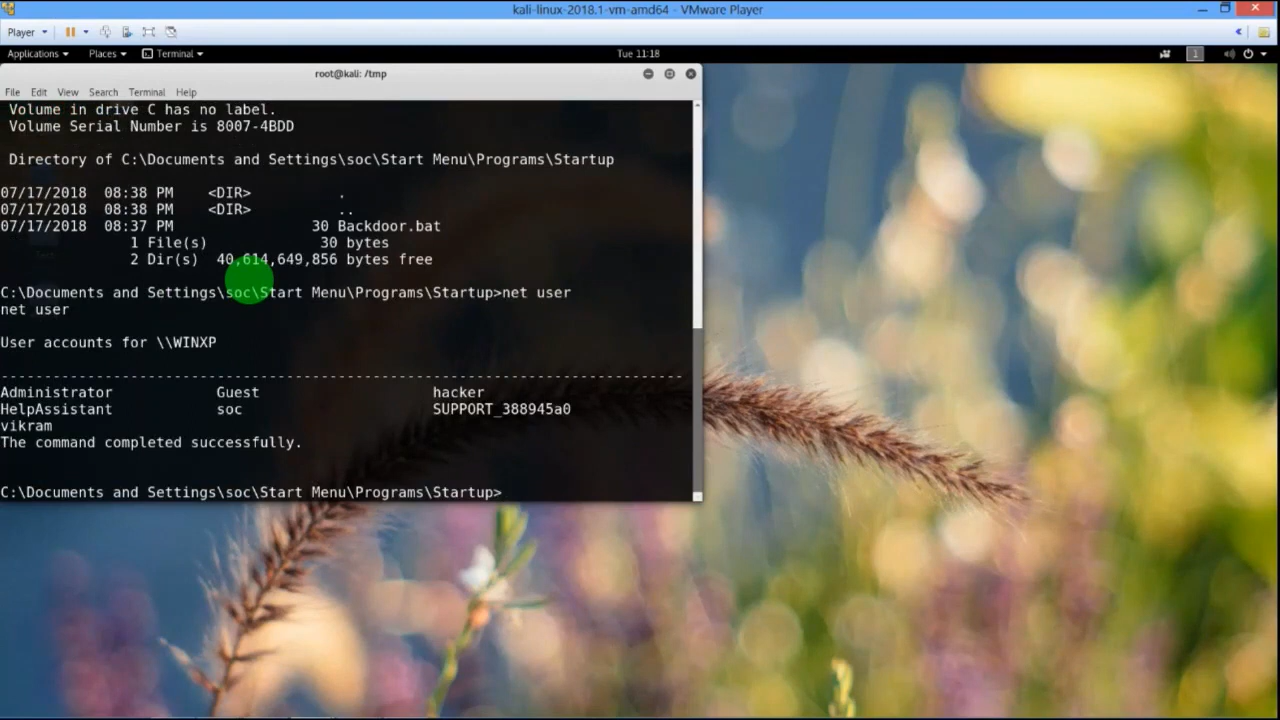 kali-linux-2018.1-vm-amd64 - VMware Player
Player
Applications Places Terminal Tue 11:18 1
root@kali: /tmp
File Edit View Search Terminal Help
Volume in drive C has no label.
Volume Serial Number is 8007-4BDD
Directory of C:\Documents and Settings\soc\Start Menu\Programs\Startup
07/17/2018 08:38 PM <DIR> .
07/17/2018 08:38 PM <DIR> ..
07/17/2018 08:37 PM 30 Backdoor.bat
1 File(s) 30 bytes
2 Dir(s) 40,614,649,856 bytes free
C:\Documents and Settings\soc\Start Menu\Programs\Startup>net user
net user
User accounts for \\WINXP
-------------------------------------------------------------------------------
Administrator Guest hacker
HelpAssistant soc SUPPORT_388945a0
vikram
The command completed successfully.
C:\Documents and Settings\soc\Start Menu\Programs\Startup>